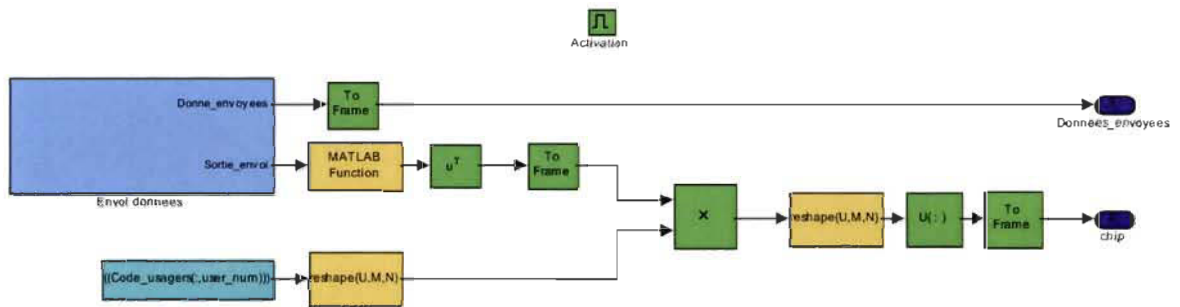 Activation
Donne_envoyees
To Frame
Donnees_envoyees
Sortie_envoi
MATLAB Function
uT
To Frame
Envoi donnees
×
reshape(U,M,N)
U( : )
To Frame
chip
((Code_usagers(:,user_num)))
reshape(U,M,N)